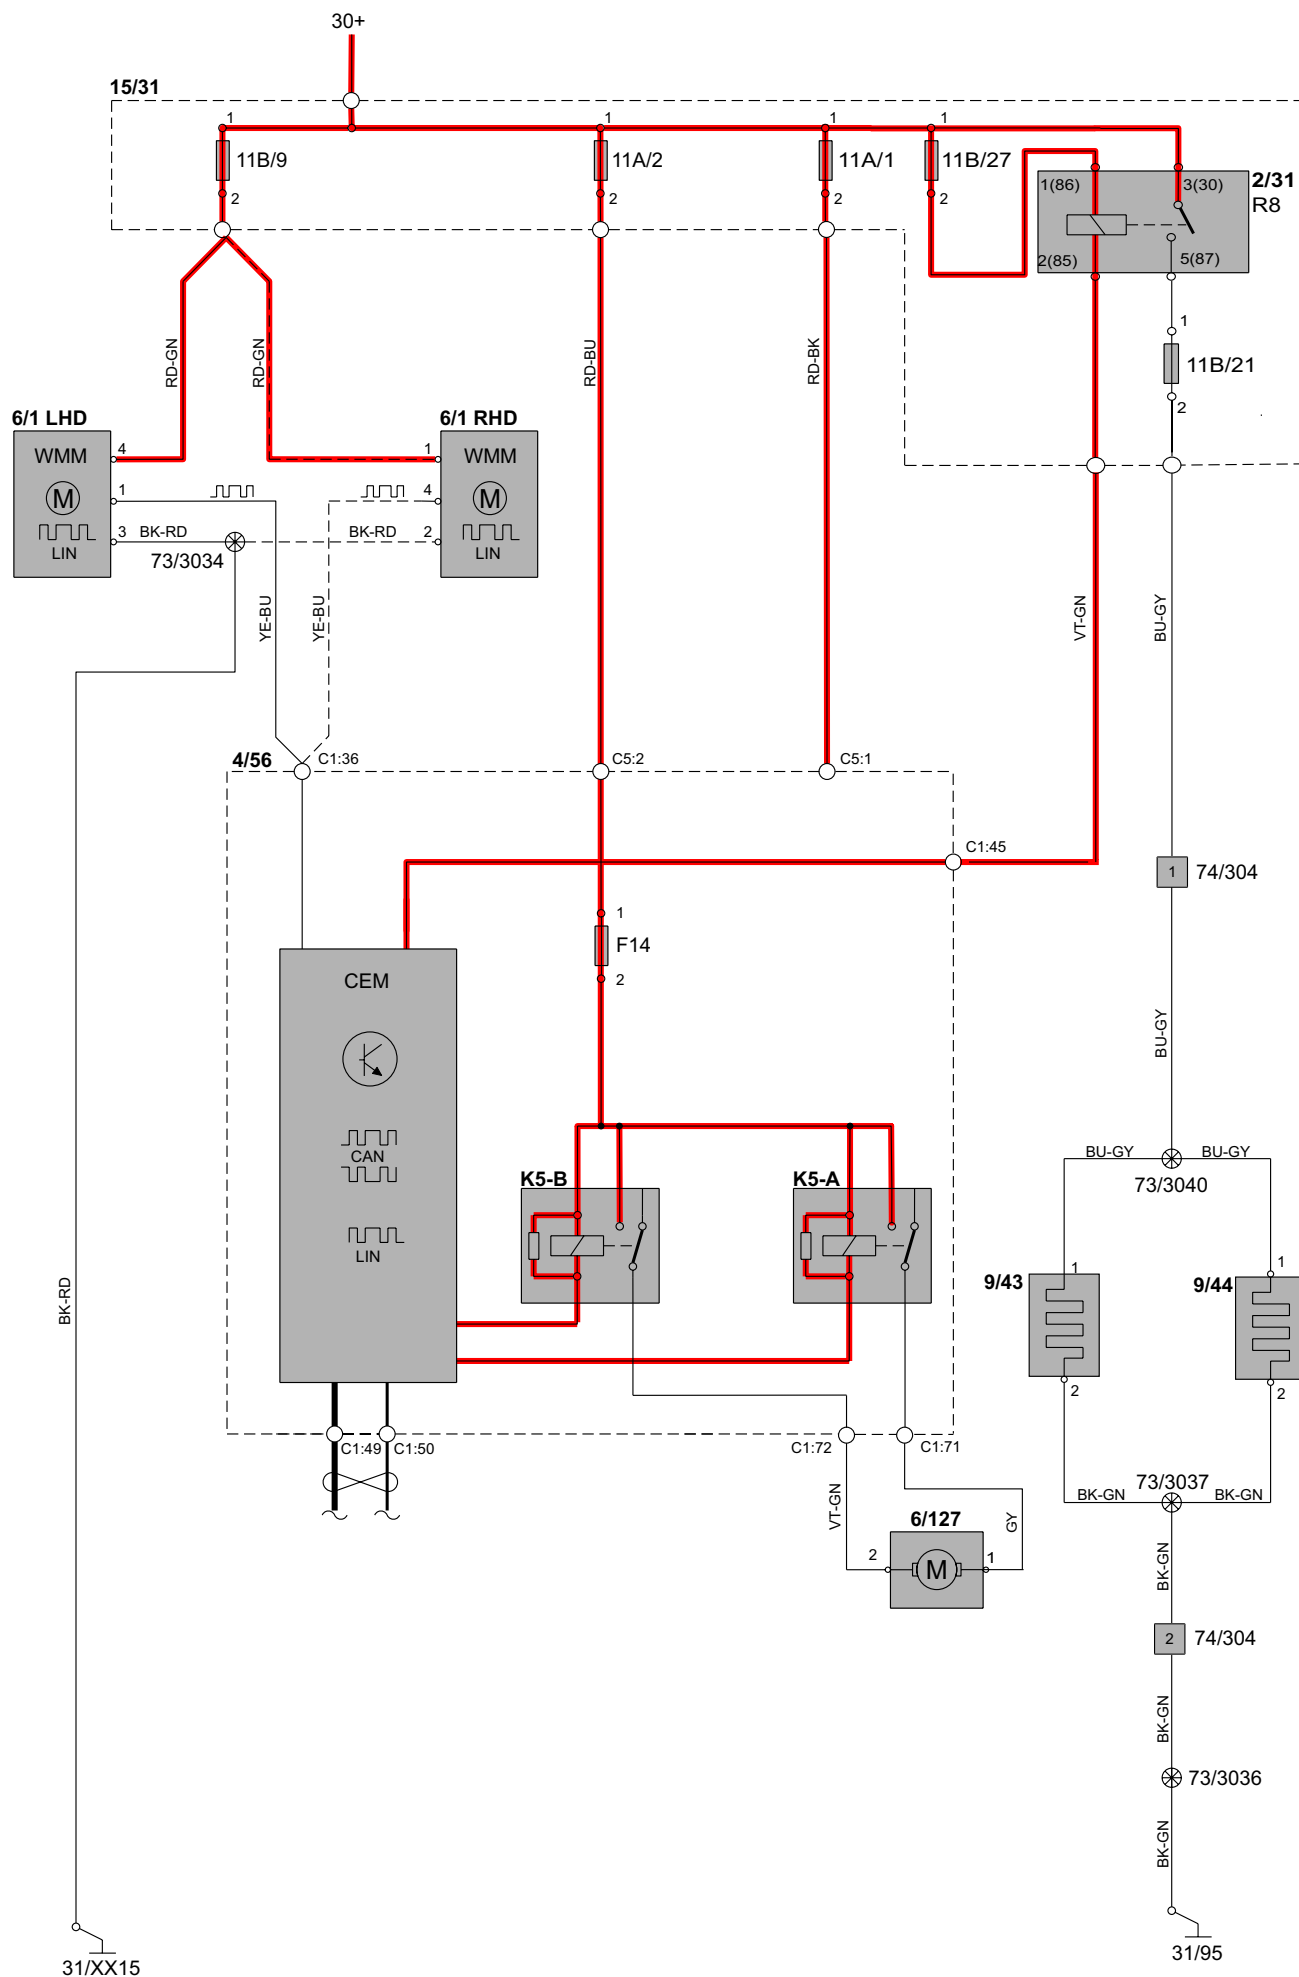 30+
15/31
1
1
1
1
11B/9
11A/2
11A/1
11B/27
2
2
2
2
1(86)
3(30)
2/31
R8
2(85)
5(87)
1
11B/21
2
RD-GN
RD-GN
RD-BU
RD-BK
6/1 LHD
6/1 RHD
WMM
4
1
WMM
M
1
4
M
LIN
3
BK-RD
BK-RD
2
LIN
73/3034
YE-BU
YE-BU
VT-GN
BU-GY
4/56
C1:36
C5:2
C5:1
C1:45
1
74/304
1
F14
2
CEM
BU-GY
CAN
LIN
K5-B
K5-A
BU-GY
BU-GY
73/3040
BK-RD
9/43
1
9/44
1
2
2
C1:49
C1:50
C1:72
C1:71
73/3037
BK-GN
BK-GN
VT-GN
6/127
GY
2
M
1
BK-GN
2
74/304
BK-GN
73/3036
BK-GN
31/XX15
31/95